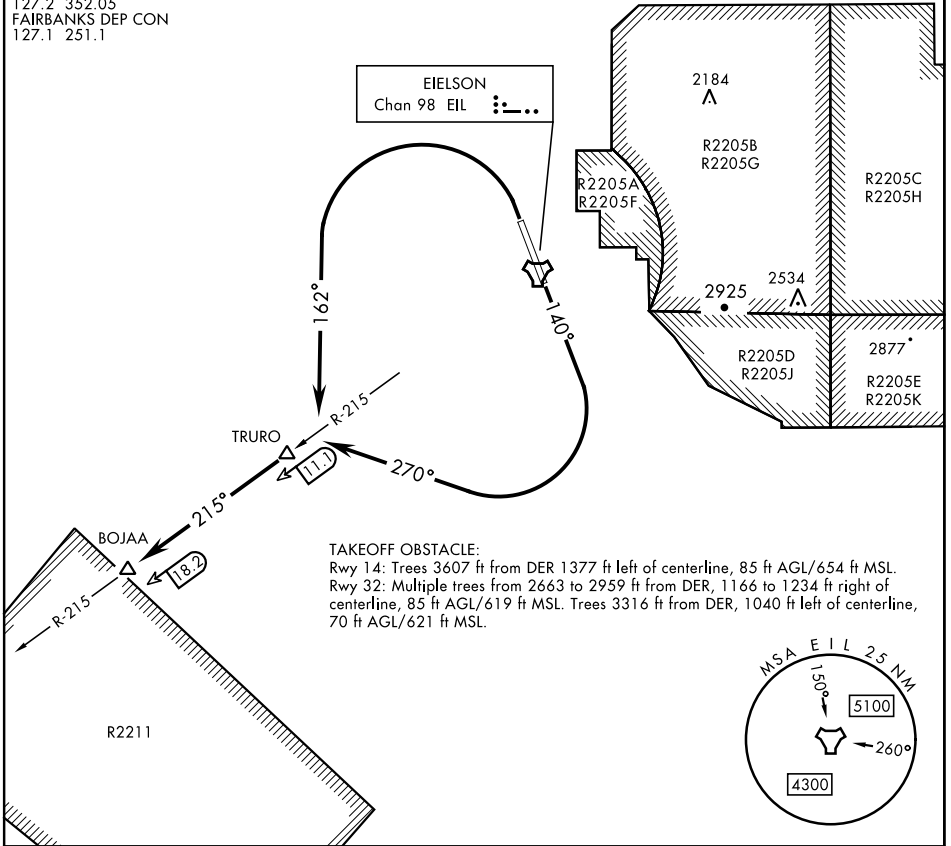 127.2 352.05
FAIRBANKS DEP CON
127.1 251.1
EIELSON
Chan 98 EIL
2184
R2205B
R2205G
R2205A
R2205F
R2205C
R2205H
2925
2534
R2205D
R2205J
2877
R2205E
R2205K
162°
140°
R-215
TRURO
11.1
270°
215°
BOJAA
18.2
R-215
R2211
TAKEOFF OBSTACLE:
Rwy 14: Trees 3607 ft from DER 1377 ft left of centerline, 85 ft AGL/654 ft MSL.
Rwy 32: Multiple trees from 2663 to 2959 ft from DER, 1166 to 1234 ft right of
centerline, 85 ft AGL/619 ft MSL. Trees 3316 ft from DER, 1040 ft left of centerline,
70 ft AGL/621 ft MSL.
MSA EIL 25 NM
150°
5100
260°
4300